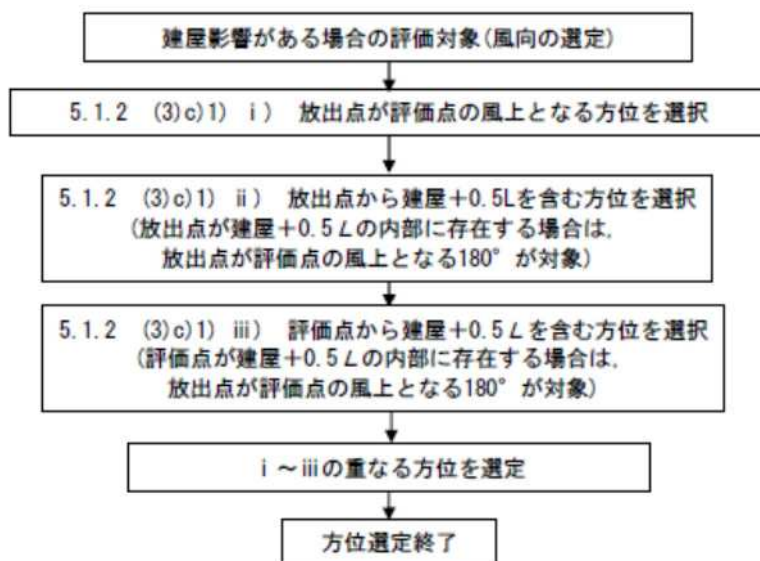 建屋影響がある場合の評価対象(風向の選定)
5.1.2 (3)c)1) ⅰ) 放出点が評価点の風上となる方位を選択
5.1.2 (3)c)1) ⅱ) 放出点から建屋+0.5Lを含む方位を選択
(放出点が建屋+0.5Lの内部に存在する場合は,
放出点が評価点の風上となる180°が対象)
5.1.2 (3)c)1) ⅲ) 評価点から建屋+0.5Lを含む方位を選択
(評価点が建屋+0.5Lの内部に存在する場合は,
放出点が評価点の風上となる180°が対象)
ⅰ~ⅲの重なる方位を選定
方位選定終了